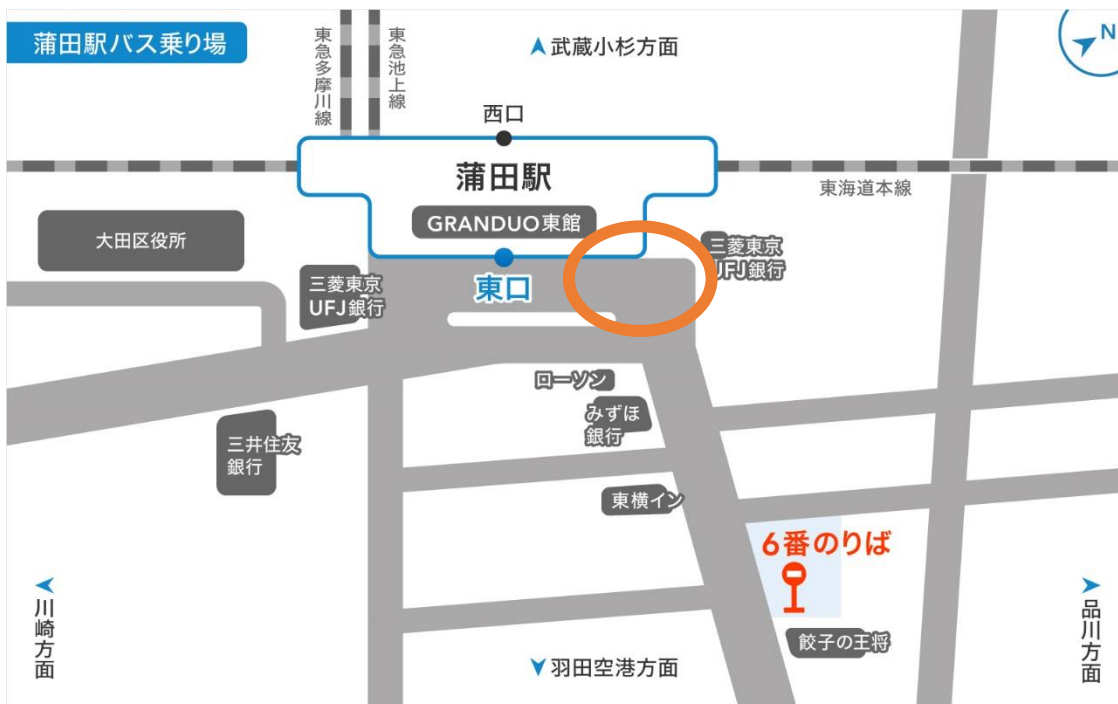 蒲田駅バス乗り場
東急多摩川線
東急池上線
武蔵小杉方面
N
西口
蒲田駅
東海道本線
GRANDUO東館
大田区役所
三菱東京
UFJ銀行
東口
三菱東京
UFJ銀行
ローソン
みずほ
銀行
三井住友
銀行
東横イン
6番のりば
川崎方面
品川方面
餃子の王将
羽田空港方面